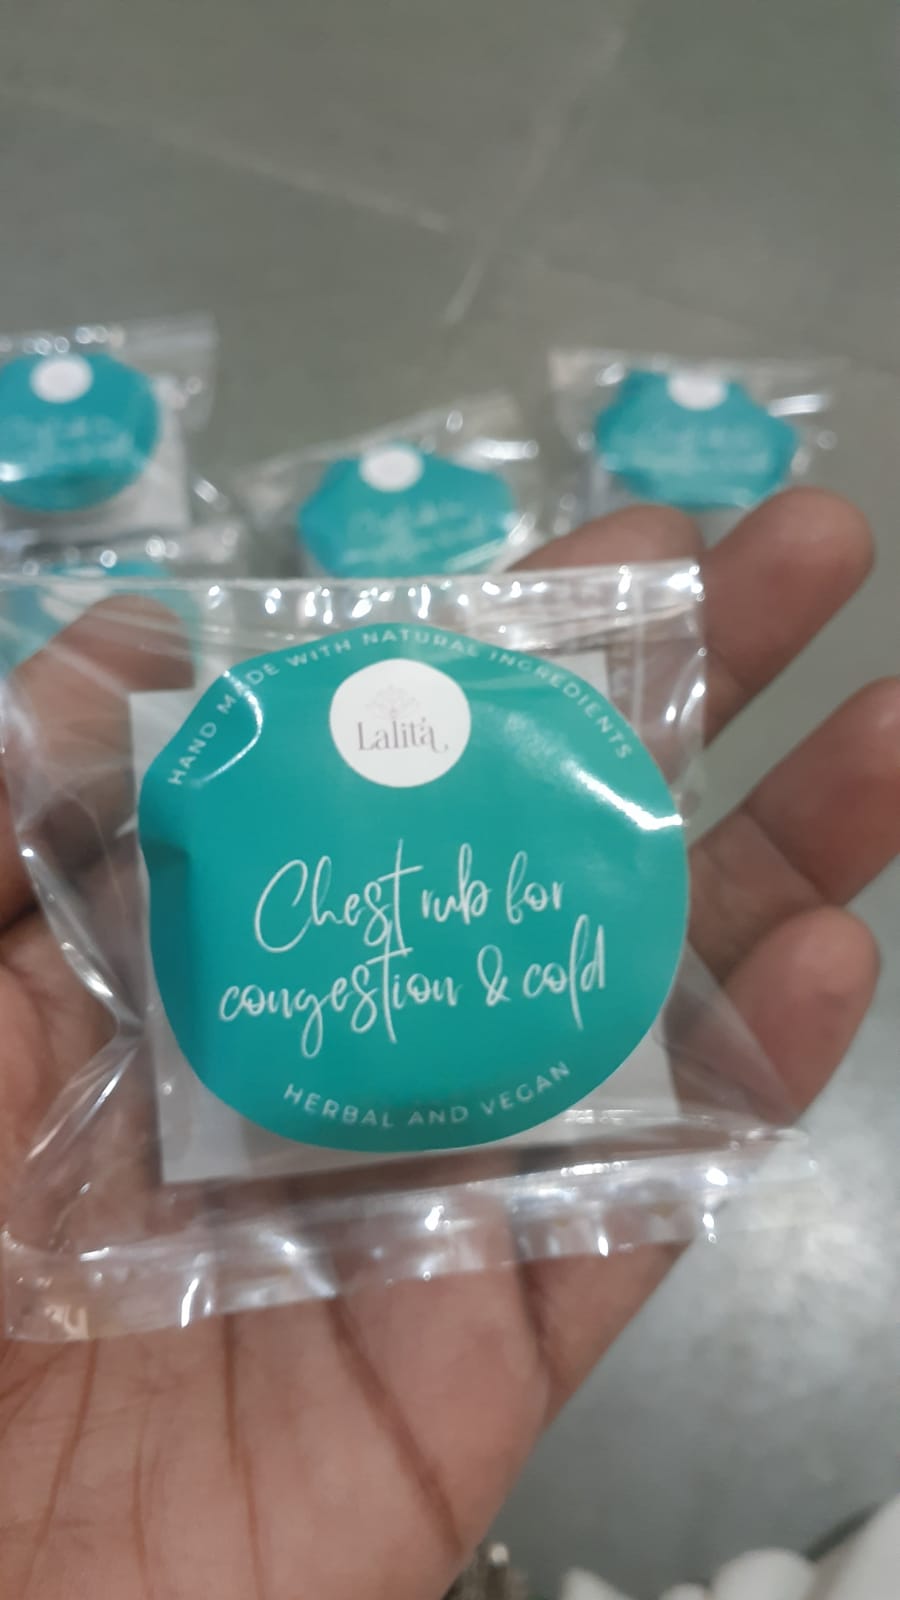 HAND MADE WITH NATURAL INGREDIENTS
Lalita
Chest rub for
congestion & cold
HERBAL AND VEGAN